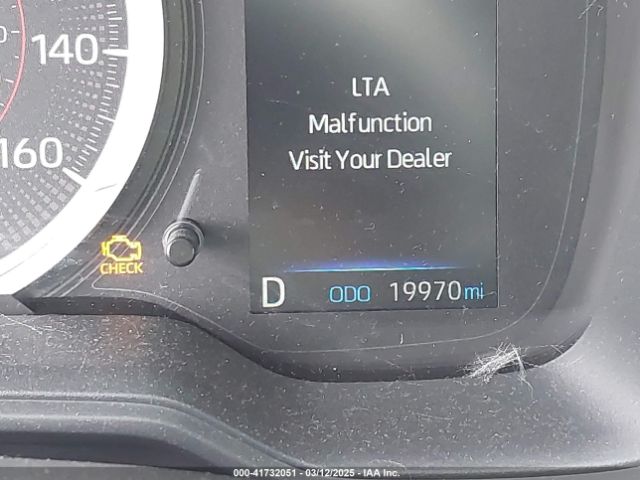 140
160
LTA
Malfunction
Visit Your Dealer
CHECK
D ODO 19970 mi
000-41732051 - 03/12/2025 - IAA Inc.